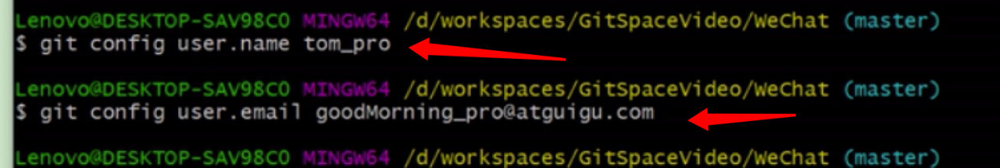 Lenovo@DESKTOP-SAV98C0 MINGW64 /d/workspaces/GitSpaceVideo/WeChat (master)
$ git config user.name tom_pro
Lenovo@DESKTOP-SAV98C0 MINGW64 /d/workspaces/GitSpaceVideo/WeChat (master)
$ git config user.email goodMorning_pro@atguigu.com
Lenovo@DESKTOP-SAV98C0 MINGW64 /d/workspaces/GitSpaceVideo/WeChat (master)